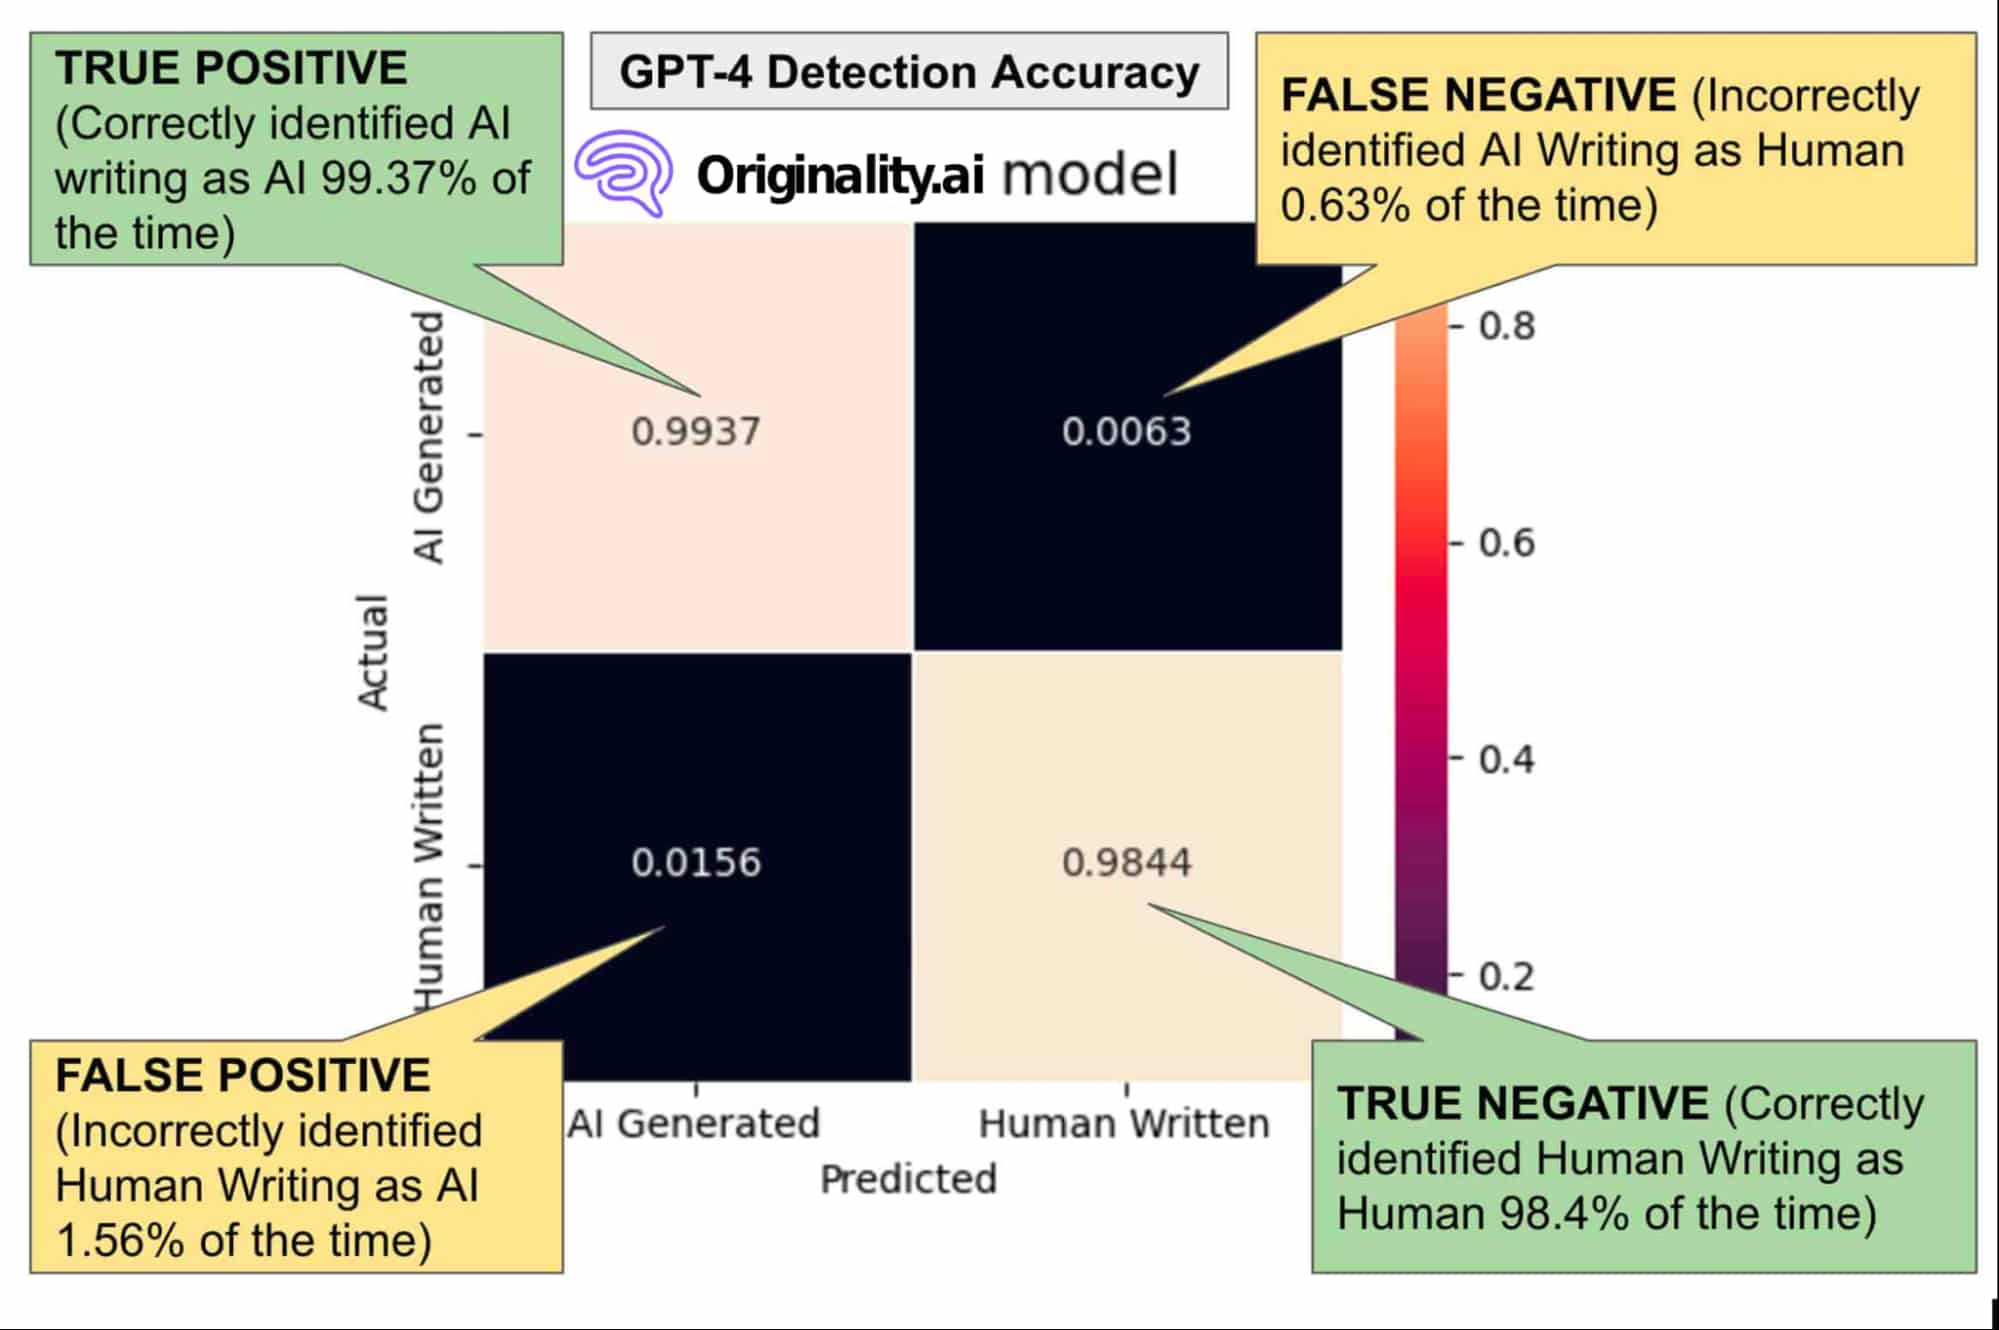 TRUE POSITIVE
(Correctly identified AI
writing as AI 99.37% of
the time)
GPT-4 Detection Accuracy
Originality.ai model
FALSE NEGATIVE (Incorrectly
identified AI Writing as Human
0.63% of the time)
Actual
AI Generated
Human Written
0.9937
0.0063
0.0156
0.9844
0.8
0.6
0.4
0.2
AI Generated
Human Written
Predicted
FALSE POSITIVE
(Incorrectly identified
Human Writing as AI
1.56% of the time)
TRUE NEGATIVE (Correctly
identified Human Writing as
Human 98.4% of the time)